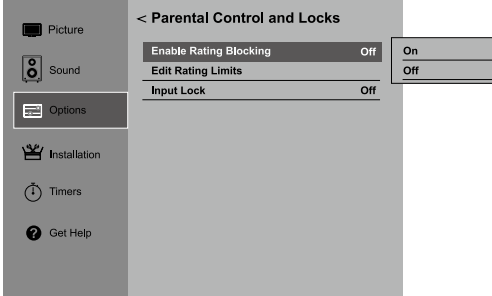 Picture
Sound
Options
Installation
Timers
Get Help
< Parental Control and Locks
Enable Rating Blocking Off
Edit Rating Limits
Input Lock Off
On
Off